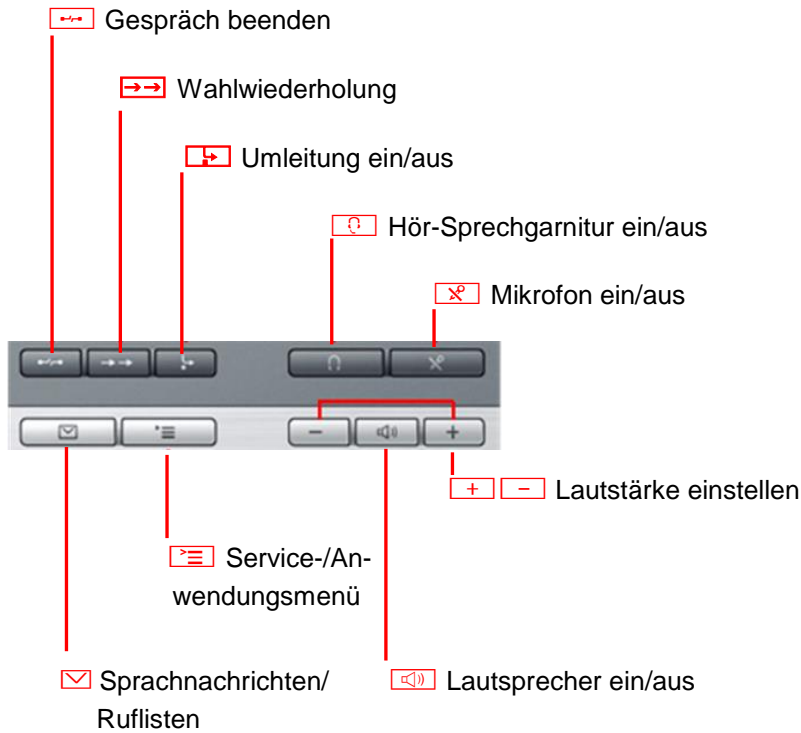 Gespräch beenden
Wahlwiederholung
Umleitung ein/aus
Hör-Sprechgarnitur ein/aus
Mikrofon ein/aus
+ − Lautstärke einstellen
Service-/An-
wendungsmenü
Sprachnachrichten/
Ruflisten
Lautsprecher ein/aus